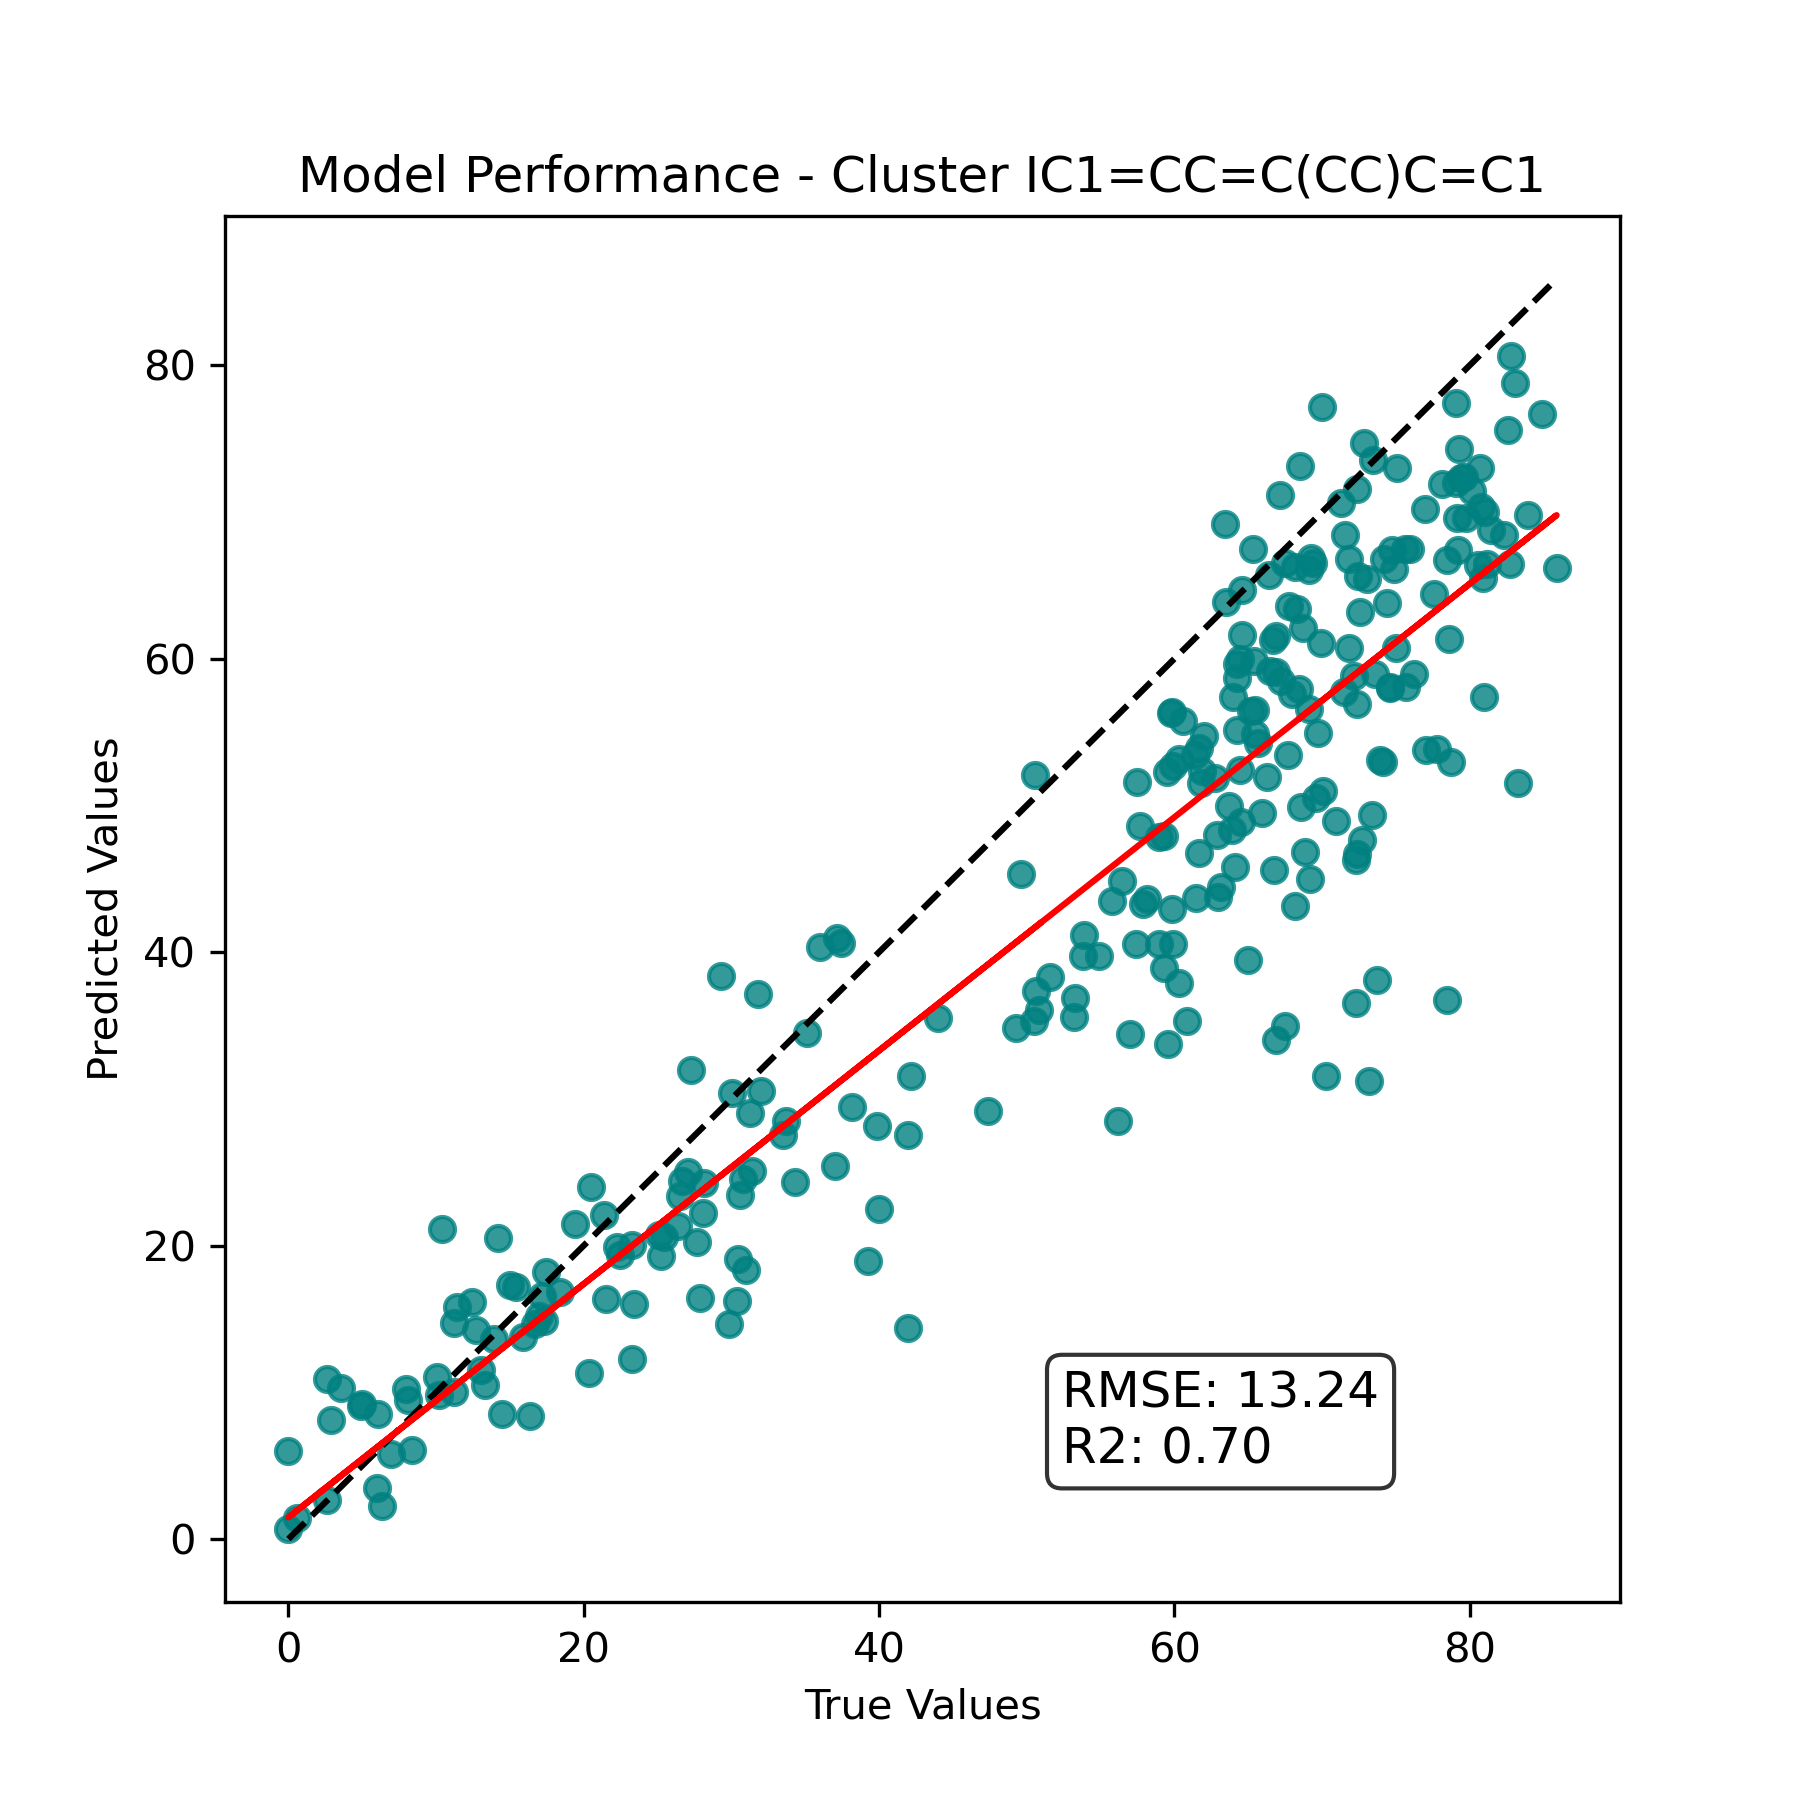 Model Performance - Cluster IC1=CC=C(CC)C=C1
Predicted Values
80
60
40
20
0
RMSE: 13.24
R2: 0.70
0 20 40 60 80
True Values